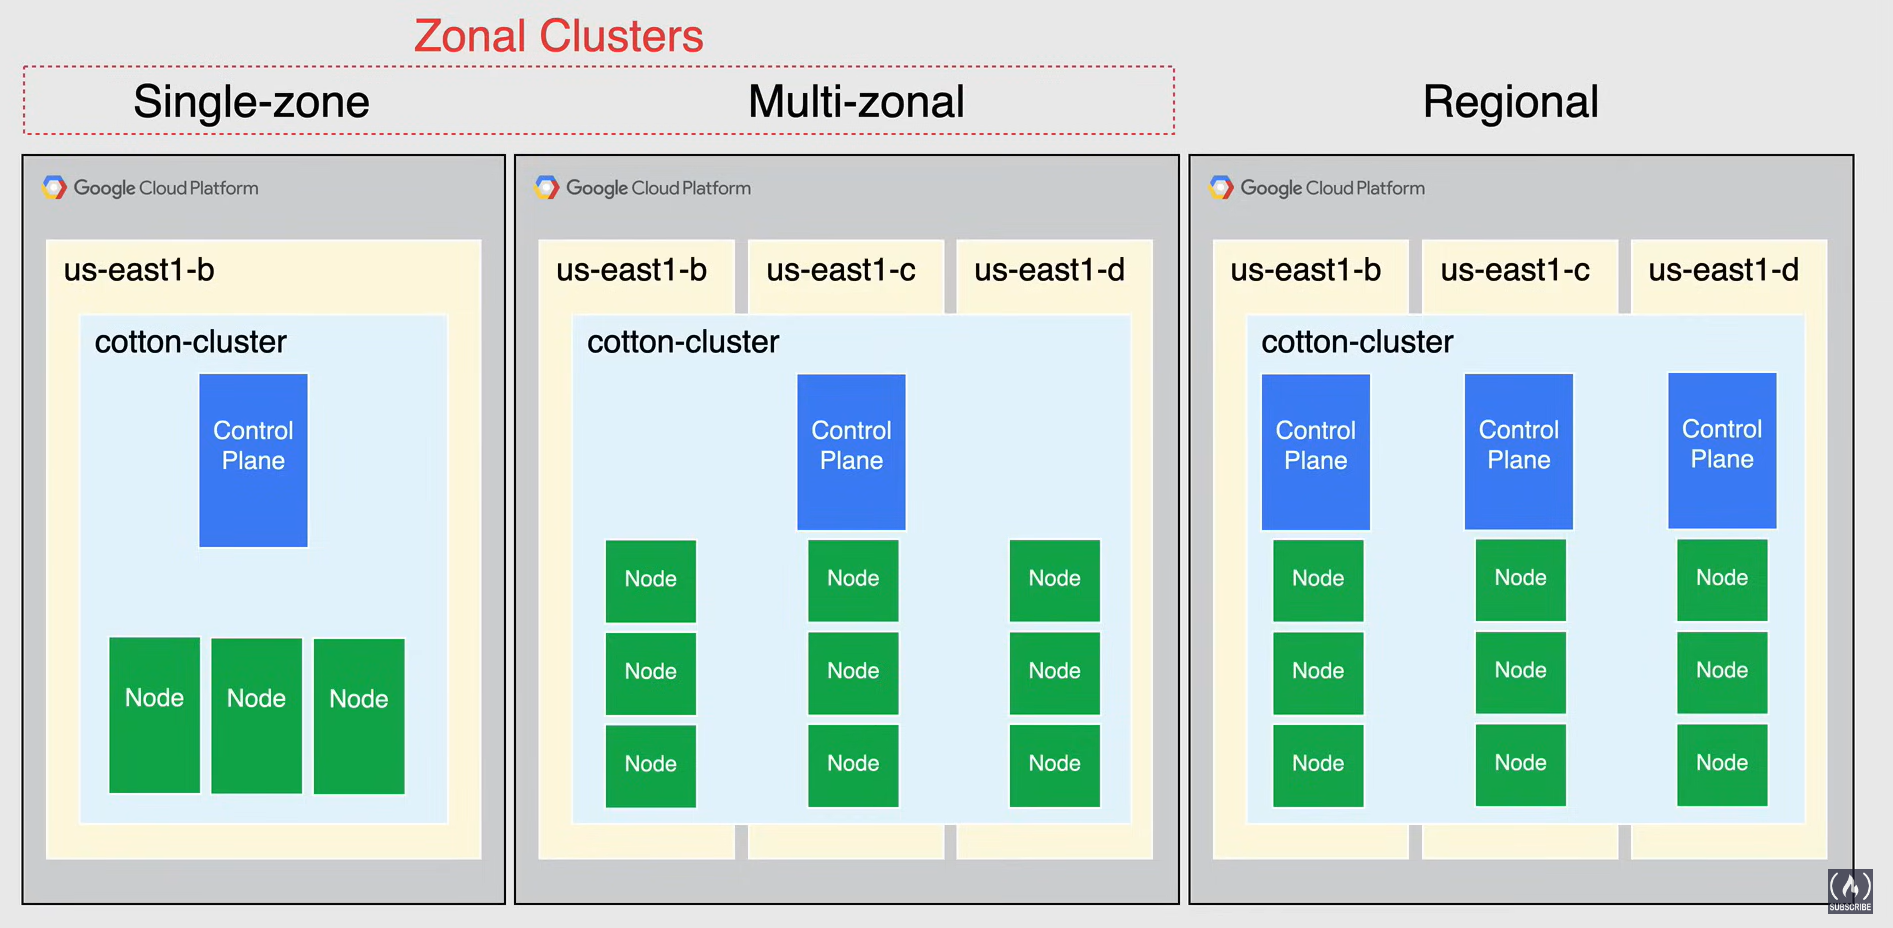 Zonal Clusters
Single-zone
Multi-zonal
Regional
Google Cloud Platform
us-east1-b
cotton-cluster
Control
Plane
Node
Node
Node
Google Cloud Platform
us-east1-b
us-east1-c
us-east1-d
cotton-cluster
Control
Plane
Node
Node
Node
Node
Node
Node
Node
Node
Node
Google Cloud Platform
us-east1-b
us-east1-c
us-east1-d
cotton-cluster
Control
Plane
Control
Plane
Control
Plane
Node
Node
Node
Node
Node
Node
Node
Node
Node
SUBSCRIBE